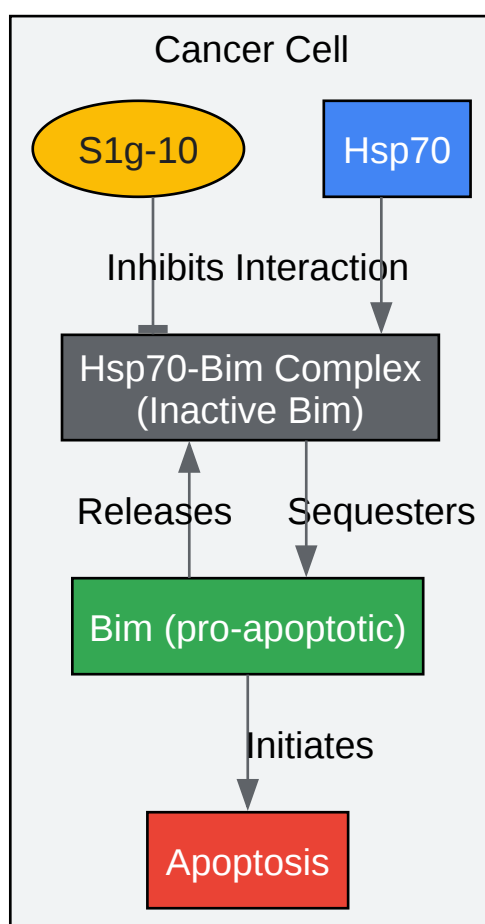 Cancer Cell
S1g-10
Hsp70
Inhibits Interaction
Hsp70-Bim Complex
(Inactive Bim)
Releases
Sequesters
Bim (pro-apoptotic)
Initiates
Apoptosis